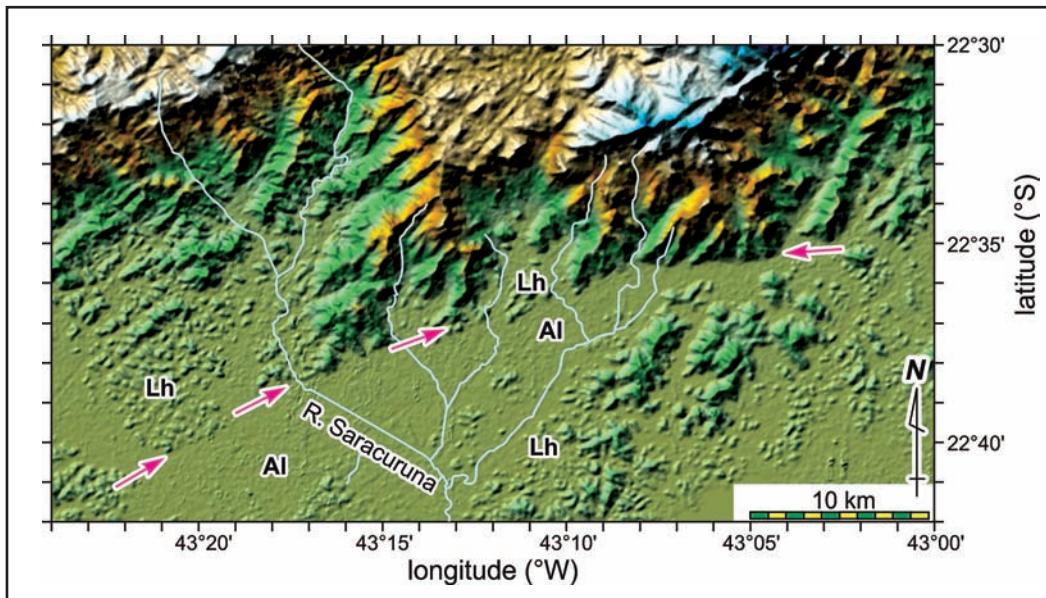 22°30'
22°35'
latitude (°S)
Lh
Al
Lh
N
R. Saracuruna
Lh
22°40'
Al
10 km
43°20' 43°15' 43°10' 43°05' 43°00'
longitude (°W)